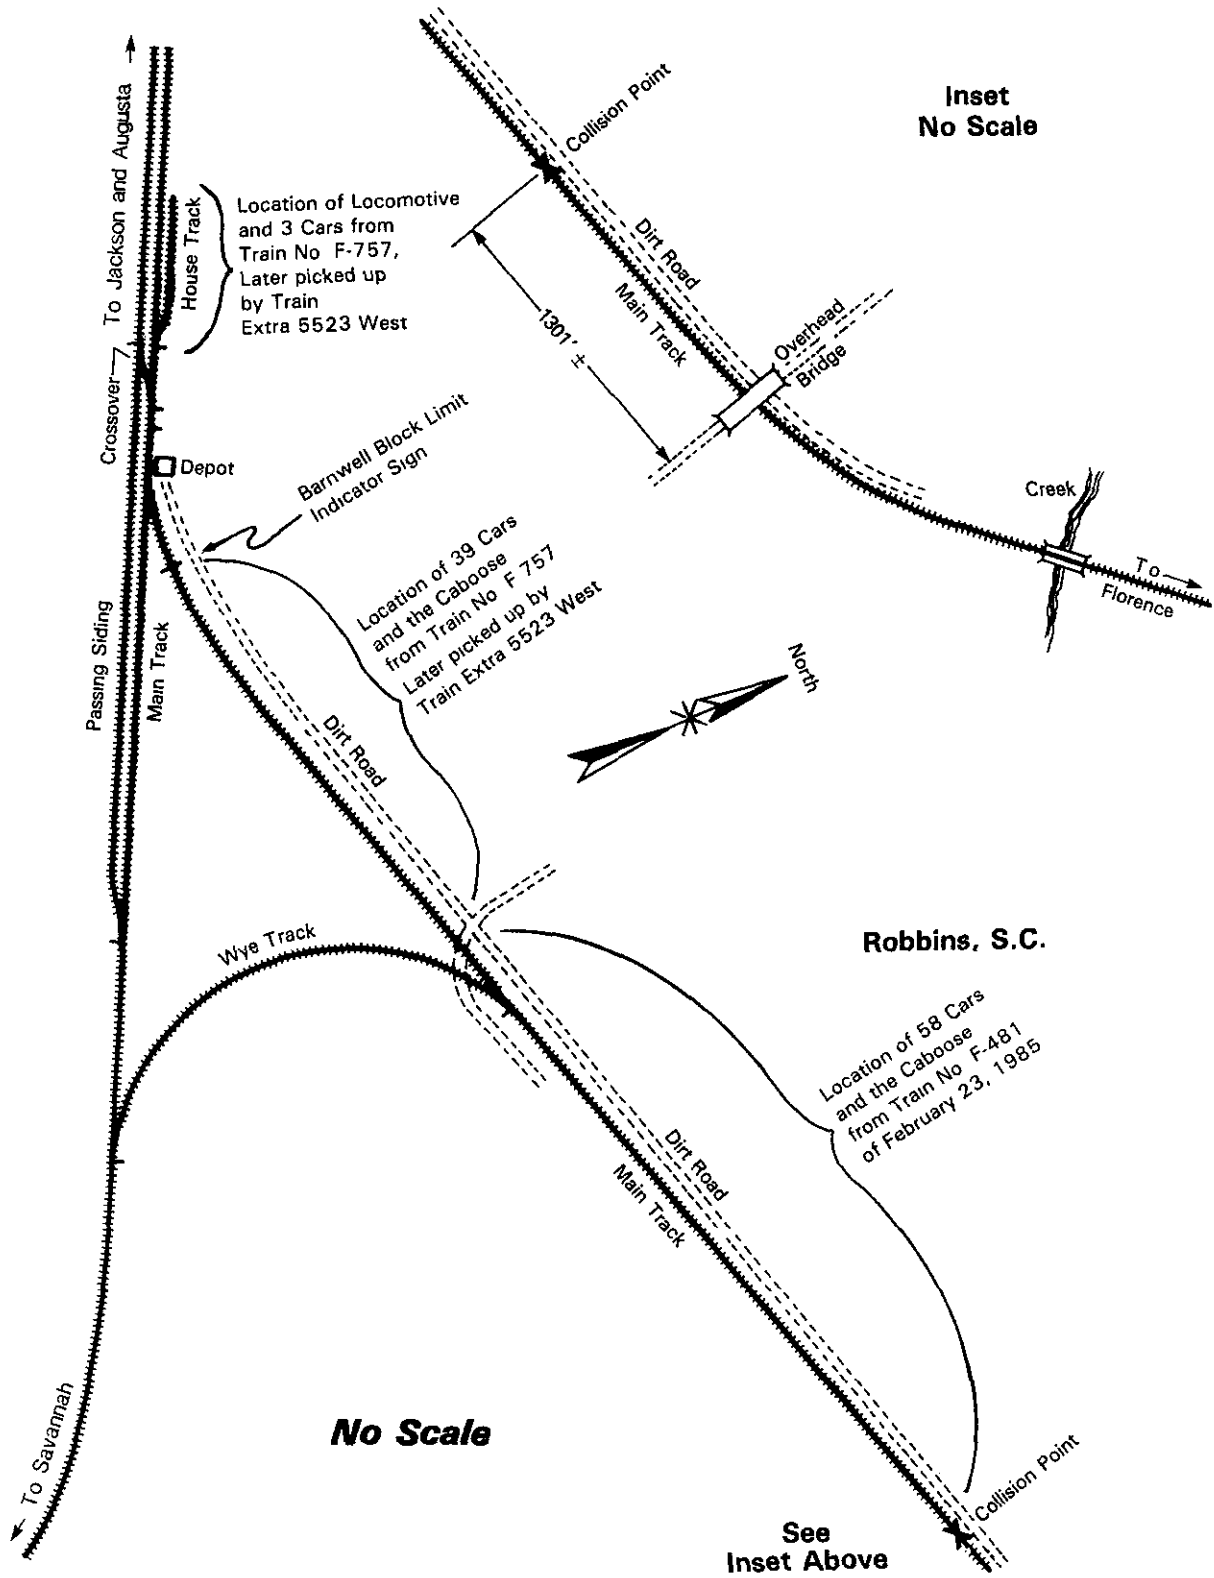 Inset
No Scale
Collision Point
Dirt Road
Main Track
1301' ±
Overhead
Bridge
Creek
To
Florence
To Jackson and Augusta
House Track
Location of Locomotive
and 3 Cars from
Train No F-757,
Later picked up
by Train
Extra 5523 West
Crossover
Depot
Barnwell Block Limit
Indicator Sign
Location of 39 Cars
and the Caboose
from Train No F 757
Later picked up by
Train Extra 5523 West
Passing Siding
Main Track
Dirt Road
North
Wye Track
Robbins, S.C.
Location of 58 Cars
and the Caboose
from Train No F-481
of February 23, 1985
Dirt Road
Main Track
To Savannah
No Scale
Collision Point
See
Inset Above